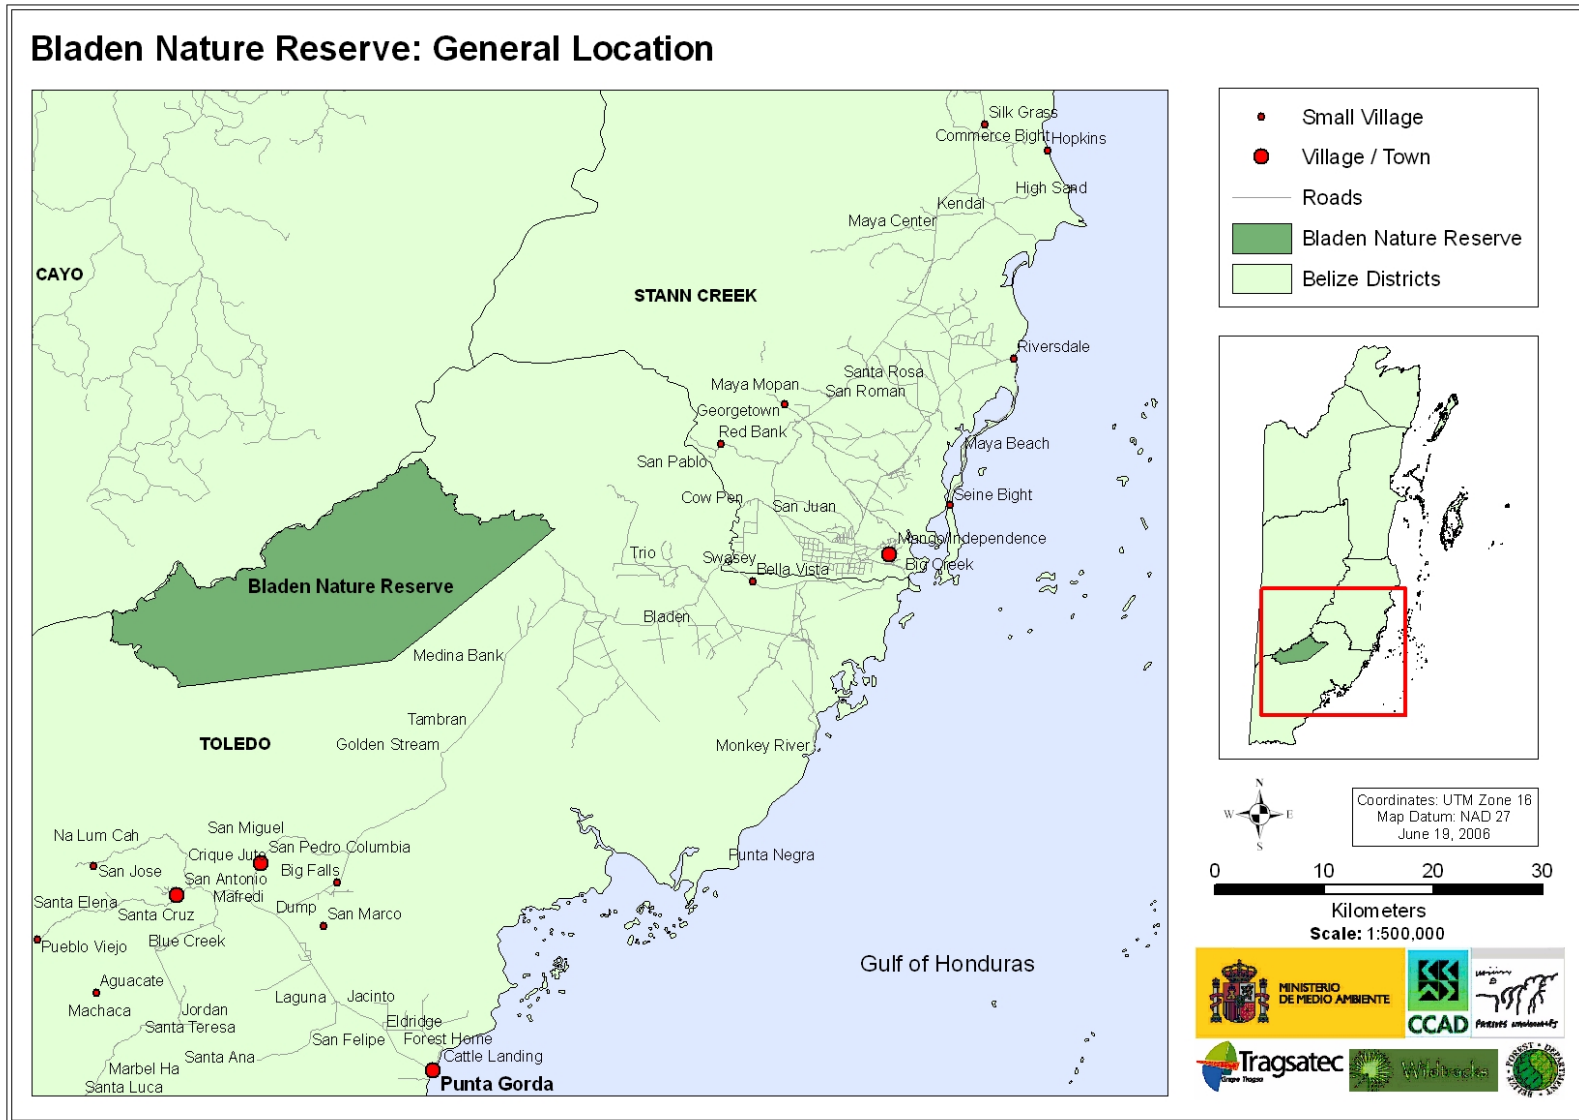 Bladen Nature Reserve: General Location
Silk Grass
Commerce Bight
Hopkins
High Sand
Kendal
Maya Center
CAYO
STANN CREEK
Riversdale
Santa Rosa
Maya Mopan
San Roman
Georgetown
Red Bank
Maya Beach
San Pablo
Cow Pen
Seine Bight
San Juan
Mango/Independence
Trio
Swasey
Big Creek
Bella Vista
Bladen Nature Reserve
Bladen
Medina Bank
Tambran
TOLEDO
Golden Stream
Monkey River
San Miguel
Na Lum Cah
San Pedro Columbia
Crique Jute
Punta Negra
San Jose
Big Falls
San Antonio
Mafredi
Santa Elena
Dump
Santa Cruz
San Marco
Blue Creek
Pueblo Viejo
Gulf of Honduras
Aguacate
Laguna
Jacinto
Machaca
Jordan
Eldridge
Santa Teresa
San Felipe
Forest Home
Santa Ana
Cattle Landing
Marbel Ha
Punta Gorda
Santa Luca
Small Village
Village / Town
Roads
Bladen Nature Reserve
Belize Districts
N
W
E
S
Coordinates: UTM Zone 16
Map Datum: NAD 27
June 19, 2006
0 10 20 30
Kilometers
Scale: 1:500,000
MINISTERIO
DE MEDIO AMBIENTE
CCAD
Tragsatec
Grupo Tragsa
Wildtracks
FOREST DEPARTMENT
BELIZE